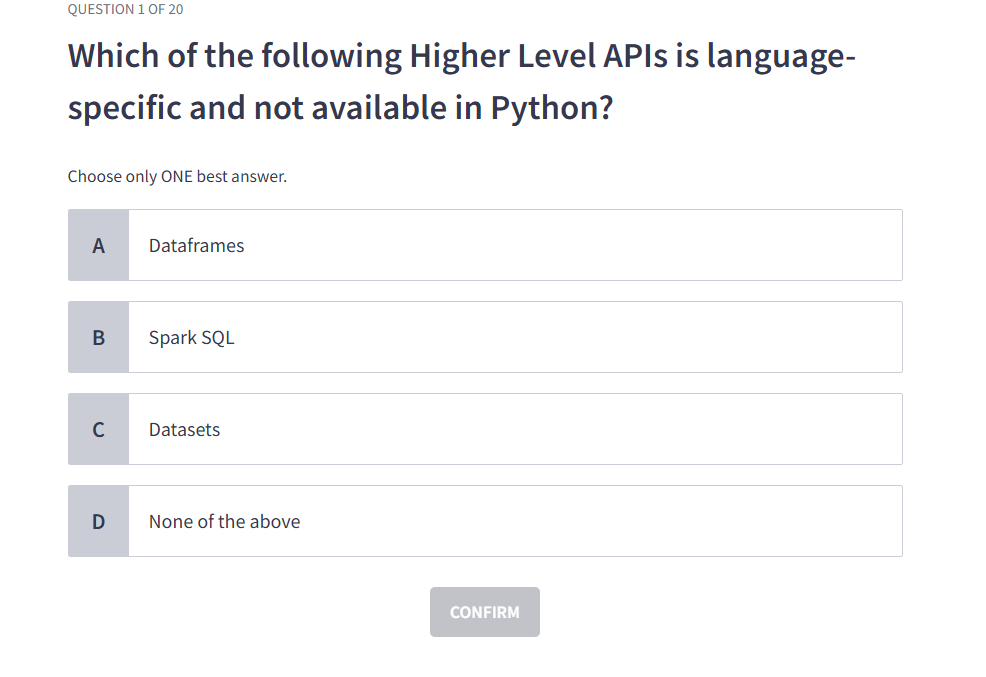 QUESTION 1 OF 20
Which of the following Higher Level APIs is language-
specific and not available in Python?
Choose only ONE best answer.
A Dataframes
B Spark SQL
C Datasets
D None of the above
CONFIRM